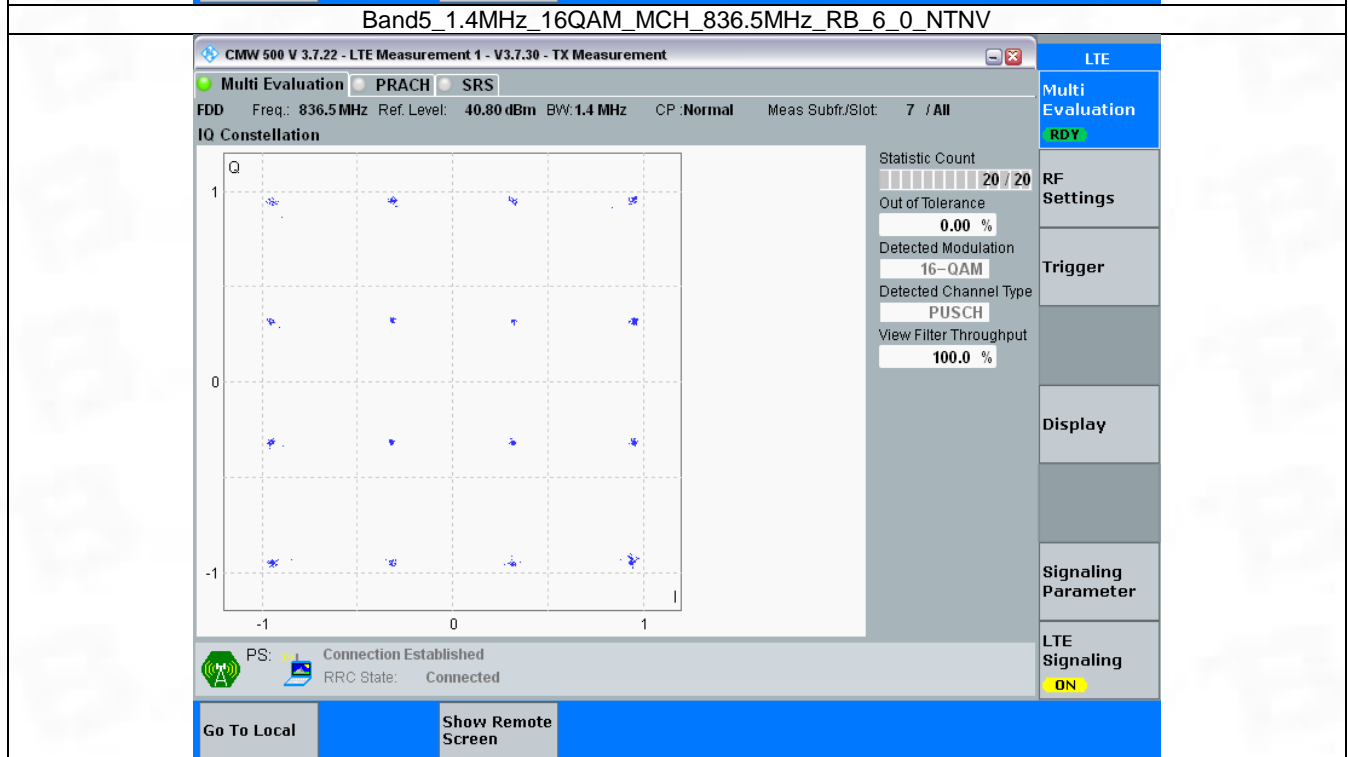 Band5_1.4MHz_16QAM_MCH_836.5MHz_RB_6_0_NTNV
CMW 500 V 3.7.22 - LTE Measurement 1 - V3.7.30 - TX Measurement
LTE
Multi Evaluation PRACH SRS
Multi
Evaluation
RDY
FDD Freq.: 836.5 MHz Ref. Level: 40.80 dBm BW: 1.4 MHz CP :Normal Meas Subfr./Slot: 7 / All
IQ Constellation
Q
1
0
-1
I
-1 0 1
Statistic Count
20 / 20
Out of Tolerance
0.00 %
Detected Modulation
16-QAM
Detected Channel Type
PUSCH
View Filter Throughput
100.0 %
RF
Settings
Trigger
Display
Signaling
Parameter
LTE
Signaling
ON
PS: Connection Established
RRC State: Connected
Go To Local
Show Remote
Screen